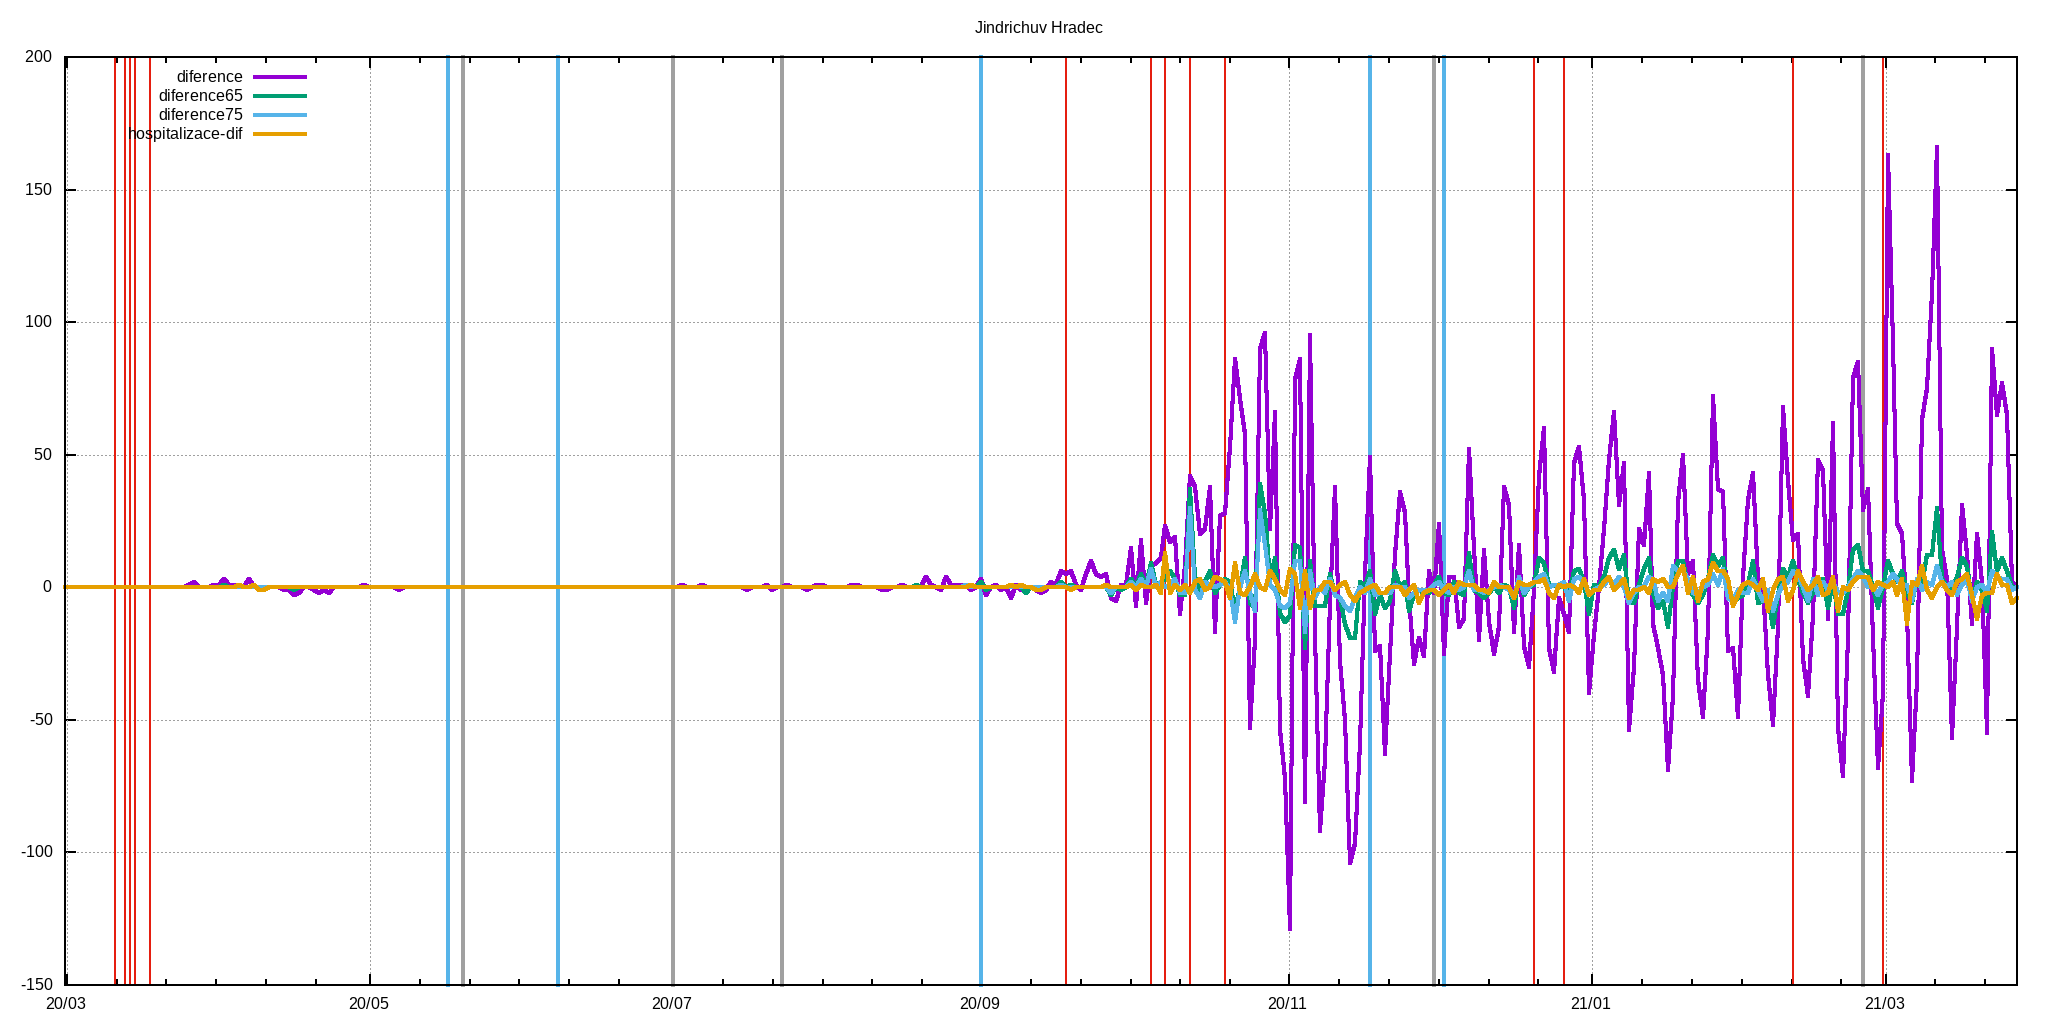 Jindrichuv Hradec
200
diference
diference65
diference75
hospitalizace-dif
150
100
50
0
-50
-100
-150
20/03 20/05 20/07 20/09 20/11 21/01 21/03